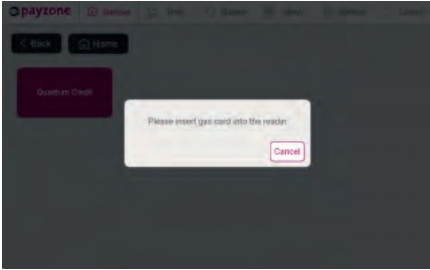 payzone
< Back
Home
Quantum Credit
Please insert gas card into the reader
Cancel